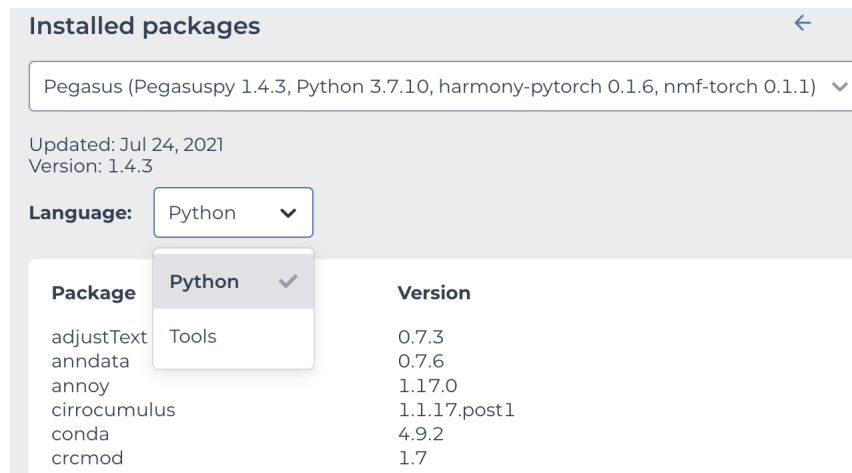 Installed packages
Pegasus (Pegasuspy 1.4.3, Python 3.7.10, harmony-pytorch 0.1.6, nmf-torch 0.1.1)
Updated: Jul 24, 2021
Version: 1.4.3
Language: Python
Python
Tools
Package Version
adjustText 0.7.3
anndata 0.7.6
annoy 1.17.0
cirrocumulus 1.1.17.post1
conda 4.9.2
crcmod 1.7